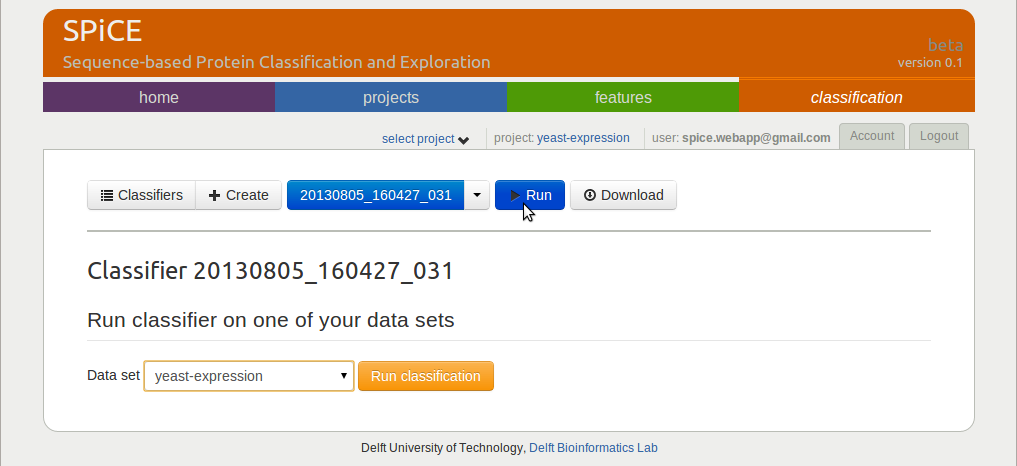 SPiCE
Sequence-based Protein Classification and Exploration
beta
version 0.1
home projects features classification
select project project: yeast-expression user: spice.webapp@gmail.com Account Logout
Classifiers Create 20130805_160427_031 Run Download
Classifier 20130805_160427_031
Run classifier on one of your data sets
Data set yeast-expression Run classification
Delft University of Technology, Delft Bioinformatics Lab